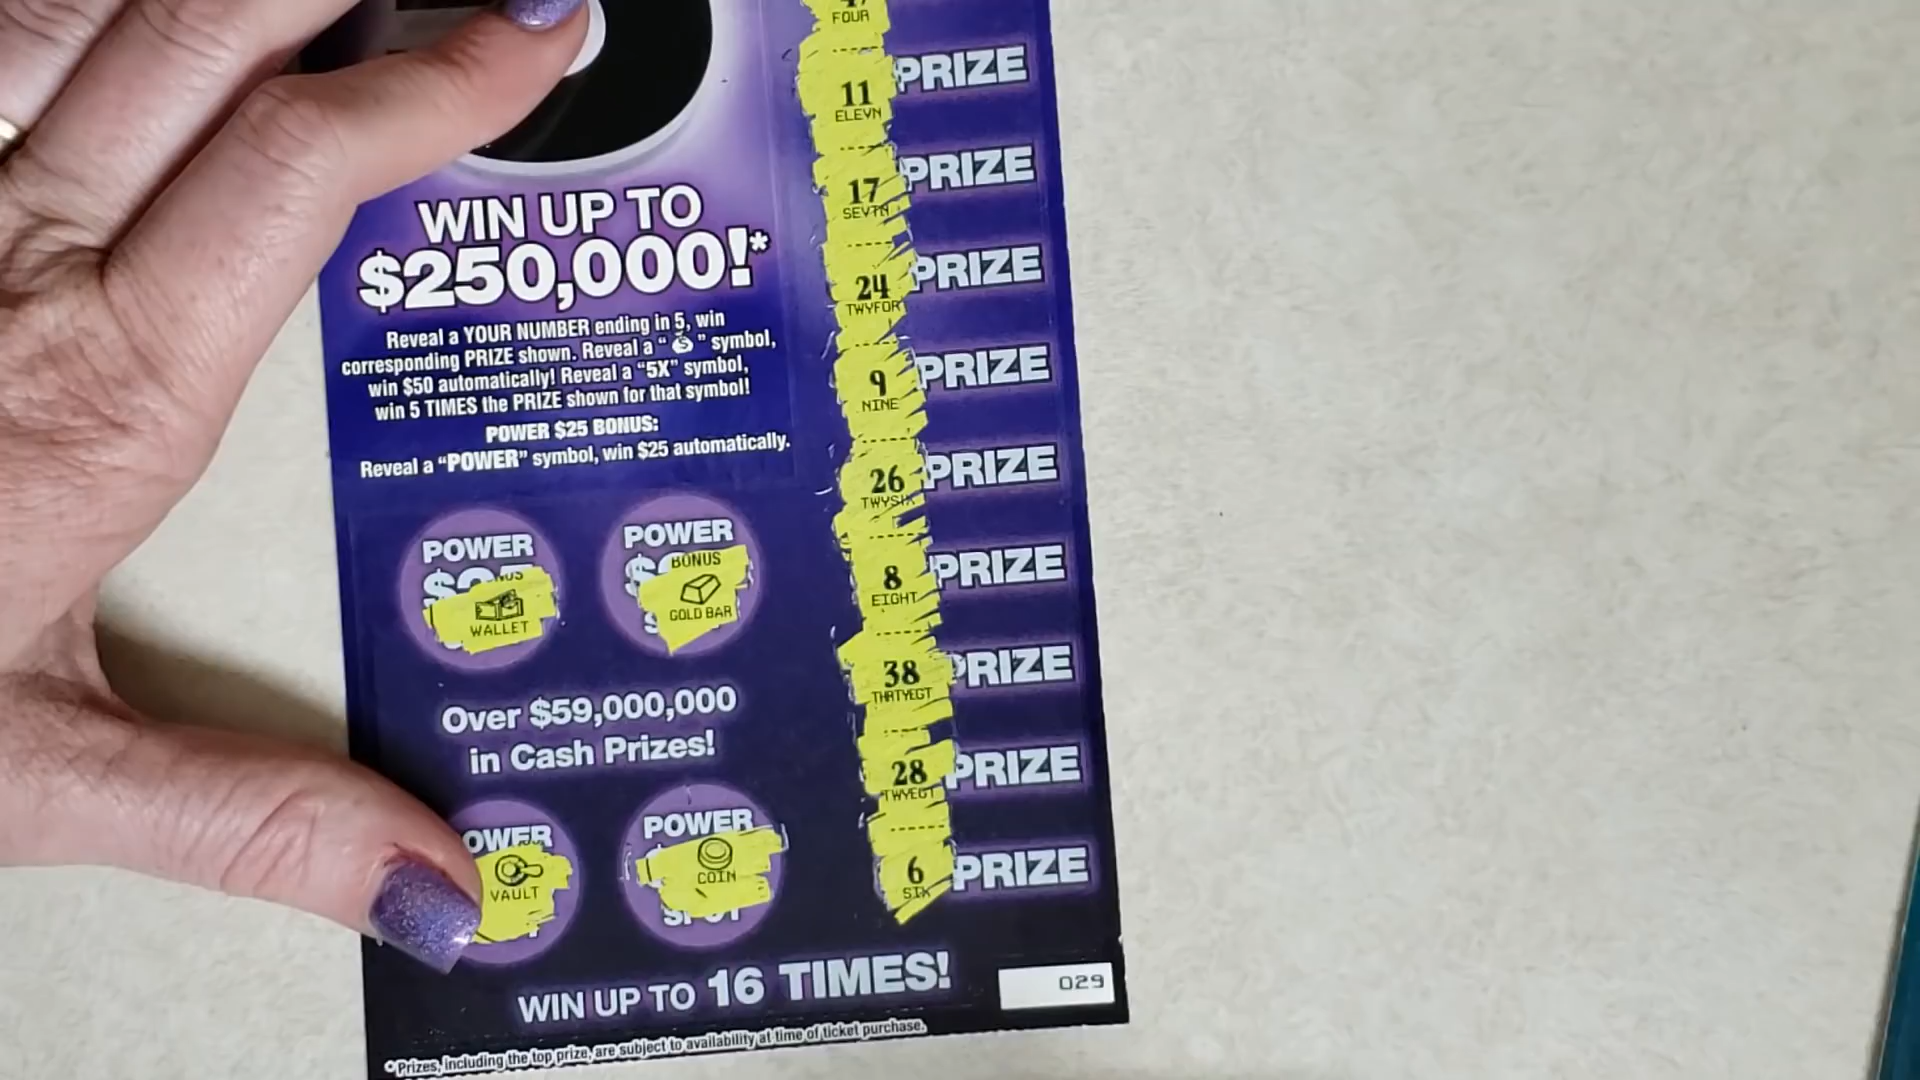 FOUR
PRIZE
11
ELEVN
PRIZE
17
SEVTN
PRIZE
24
TWYFOR
PRIZE
9
NINE
PRIZE
26
TWYSIX
PRIZE
8
EIGHT
PRIZE
38
THRTYEGT
PRIZE
28
TWYEGT
PRIZE
6
SIX
WIN UP TO
$250,000!*
Reveal a YOUR NUMBER ending in 5, win
corresponding PRIZE shown. Reveal a " " symbol,
win $50 automatically! Reveal a "5X" symbol,
win 5 TIMES the PRIZE shown for that symbol!
POWER $25 BONUS:
Reveal a "POWER" symbol, win $25 automatically.
POWER
WALLET
POWER
BONUS
GOLD BAR
Over $59,000,000
in Cash Prizes!
OWER
VAULT
POWER
COIN
SPOT
WIN UP TO 16 TIMES!
029
*Prizes, including the top prize, are subject to availability at time of ticket purchase.